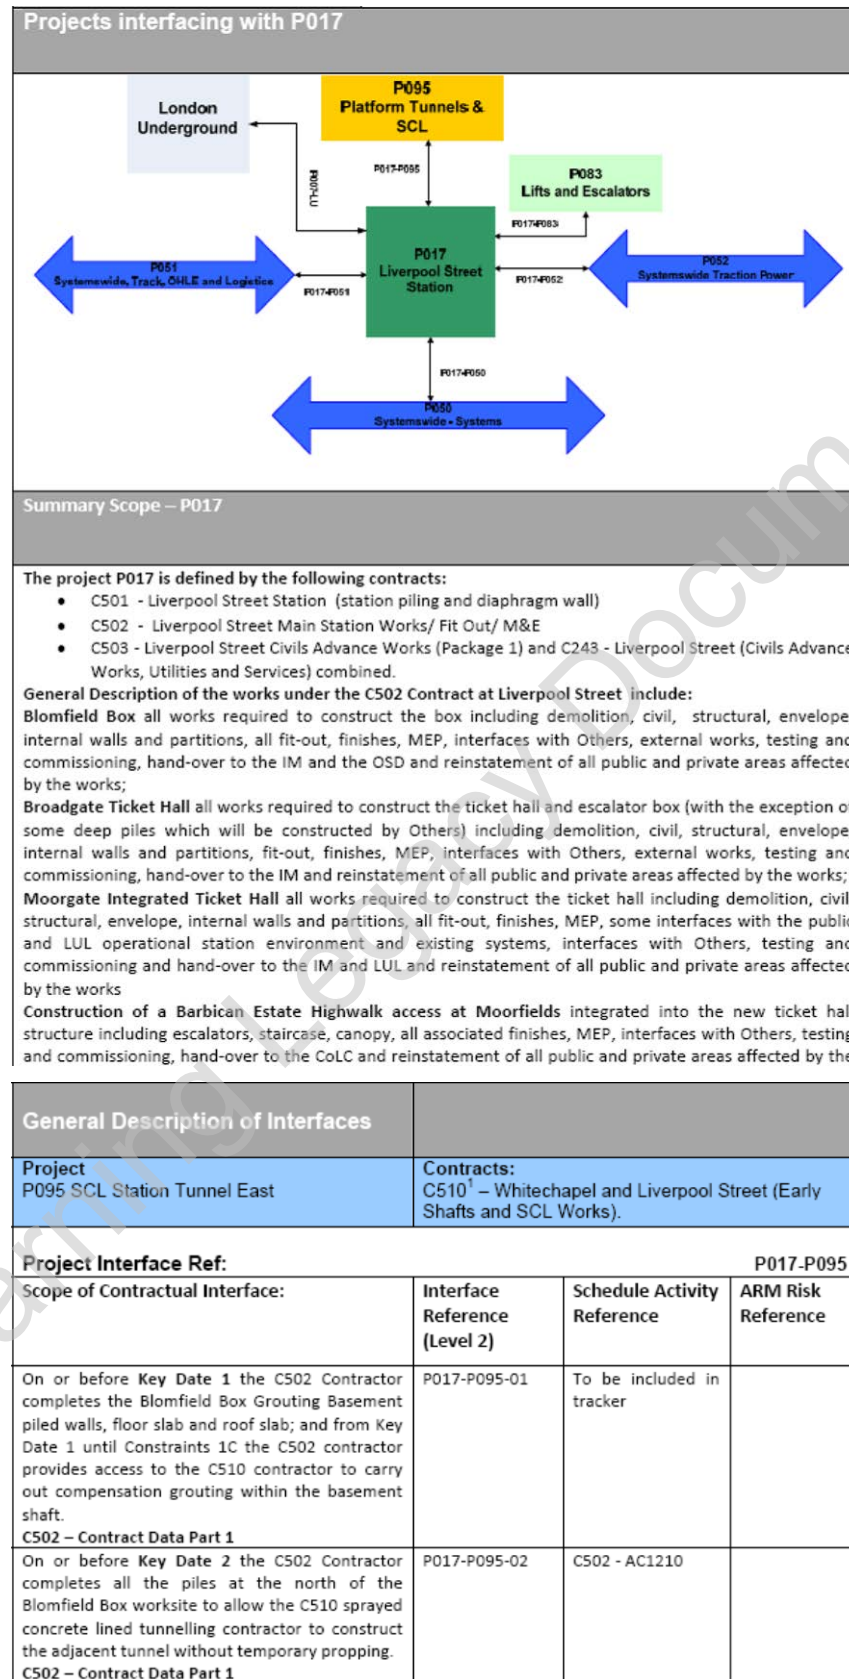 Projects interfacing with P017
London
Underground
P095
Platform Tunnels &
SCL
P017-P095
P007-LU
P083
Lifts and Escalators
P017-P083
P017
Liverpool Street
Station
P051
Systemewide, Track, OHLE and Logistics
P017-P051
P052
Systemswide Traction Power
P017-P052
P017-P050
P050
Systemswide - Systems
Summary Scope – P017
The project P017 is defined by the following contracts:
• C501 - Liverpool Street Station (station piling and diaphragm wall)
• C502 - Liverpool Street Main Station Works/ Fit Out/ M&E
• C503 - Liverpool Street Civils Advance Works (Package 1) and C243 - Liverpool Street (Civils Advance
Works, Utilities and Services) combined.
General Description of the works under the C502 Contract at Liverpool Street include:
Blomfield Box all works required to construct the box including demolition, civil, structural, envelope
internal walls and partitions, all fit-out, finishes, MEP, interfaces with Others, external works, testing and
commissioning, hand-over to the IM and the OSD and reinstatement of all public and private areas affected
by the works;
Broadgate Ticket Hall all works required to construct the ticket hall and escalator box (with the exception of
some deep piles which will be constructed by Others) including demolition, civil, structural, envelope
internal walls and partitions, fit-out, finishes, MEP, interfaces with Others, external works, testing and
commissioning, hand-over to the IM and reinstatement of all public and private areas affected by the works;
Moorgate Integrated Ticket Hall all works required to construct the ticket hall including demolition, civil
structural, envelope, internal walls and partitions, all fit-out, finishes, MEP, some interfaces with the public
and LUL operational station environment and existing systems, interfaces with Others, testing and
commissioning and hand-over to the IM and LUL and reinstatement of all public and private areas affected
by the works
Construction of a Barbican Estate Highwalk access at Moorfields integrated into the new ticket hal
structure including escalators, staircase, canopy, all associated finishes, MEP, interfaces with Others, testing
and commissioning, hand-over to the CoLC and reinstatement of all public and private areas affected by the
General Description of Interfaces
Project
P095 SCL Station Tunnel East
Contracts:
C510¹ – Whitechapel and Liverpool Street (Early
Shafts and SCL Works).
Project Interface Ref: P017-P095
Scope of Contractual Interface:
Interface
Reference
(Level 2)
Schedule Activity
Reference
ARM Risk
Reference
On or before Key Date 1 the C502 Contractor
completes the Blomfield Box Grouting Basement
piled walls, floor slab and roof slab; and from Key
Date 1 until Constraints 1C the C502 contractor
provides access to the C510 contractor to carry
out compensation grouting within the basement
shaft.
C502 – Contract Data Part 1
P017-P095-01
To be included in
tracker
On or before Key Date 2 the C502 Contractor
completes all the piles at the north of the
Blomfield Box worksite to allow the C510 sprayed
concrete lined tunnelling contractor to construct
the adjacent tunnel without temporary propping.
C502 – Contract Data Part 1
P017-P095-02
C502 - AC1210
arning Legacy Docum